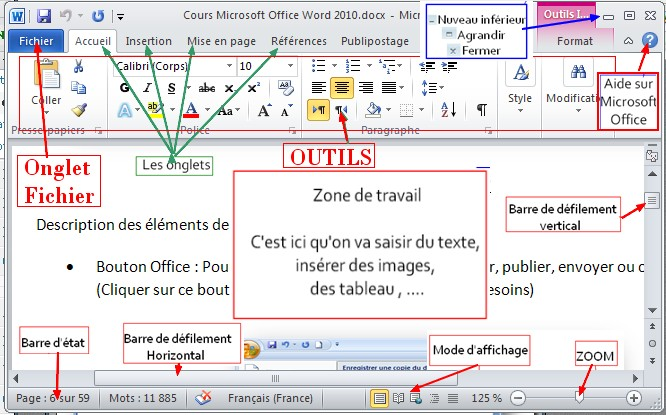 Cours Microsoft Office Word 2010.docx - Mic
Outils I...
Nouveau inférieur
Agrandir
Fermer
Fichier Accueil Insertion Mise en page Références Publipostage Format
Calibri (Corps) 10
Coller
Style
Modification
Presse-papiers Police Paragraphe
Aide sur
Microsoft
Office
Onglet
Fichier
Les onglets
OUTILS
Zone de travail
C'est ici qu'on va saisir du texte,
insérer des images,
des tableau , ....
Barre de défilement
vertical
Description des éléments de
• Bouton Office : Pou r, publier, envoyer ou
(Cliquer sur ce bout esoins)
Barre d'état
Barre de défilement
Horizontal
Enregistrer une copie du d
Mode d'affichage
ZOOM
Page : 6 sur 59 Mots : 11 885 Français (France) 125 %